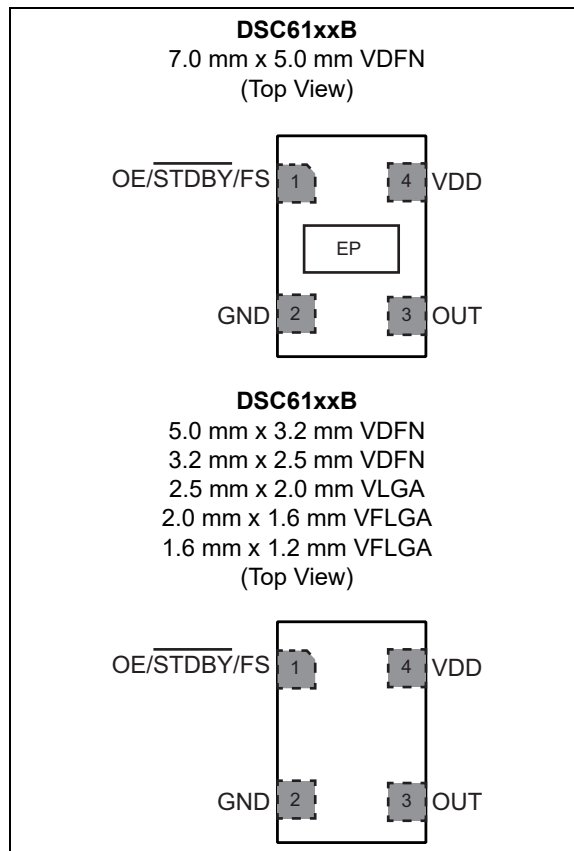 DSC61xxB
7.0 mm x 5.0 mm VDFN
(Top View)
OE/STDBY/FS 1 4 VDD
EP
GND 2 3 OUT
DSC61xxB
5.0 mm x 3.2 mm VDFN
3.2 mm x 2.5 mm VDFN
2.5 mm x 2.0 mm VLGA
2.0 mm x 1.6 mm VFLGA
1.6 mm x 1.2 mm VFLGA
(Top View)
OE/STDBY/FS 1 4 VDD
GND 2 3 OUT